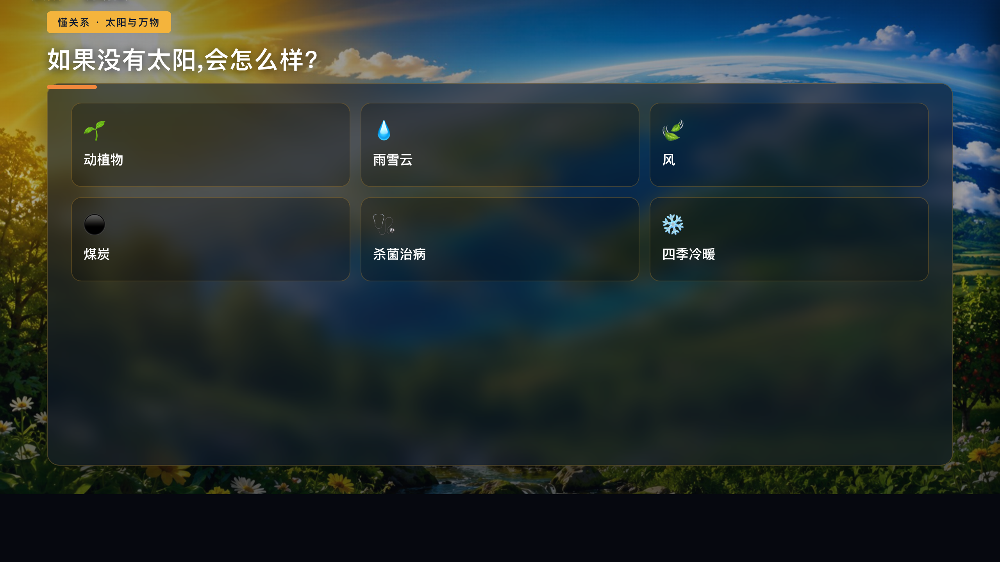 懂关系 · 太阳与万物
如果没有太阳,会怎么样?
动植物
雨雪云
风
煤炭
杀菌治病
四季冷暖